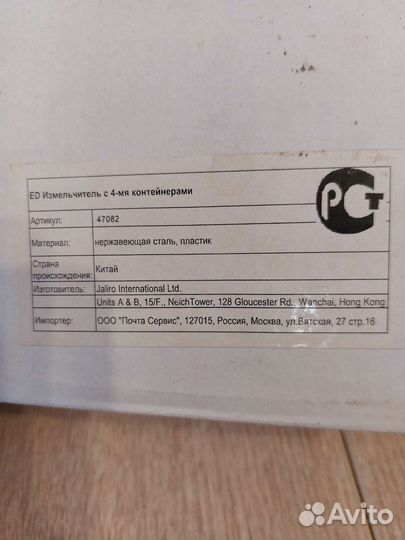 ED Измельчитель с 4-мя контейнерами
РСТ
Артикул: 47082
Материал: нержавеющая сталь, пластик
Страна происхождения: Китай
Изготовитель: Jaliro International Ltd.
Units A & B, 15/F., NeichTower, 128 Gloucester Rd., Wanchai, Hong Kong
Импортер: ООО "Почта Сервис", 127015, Россия, Москва, ул.Вятская, 27 стр.16
Avito